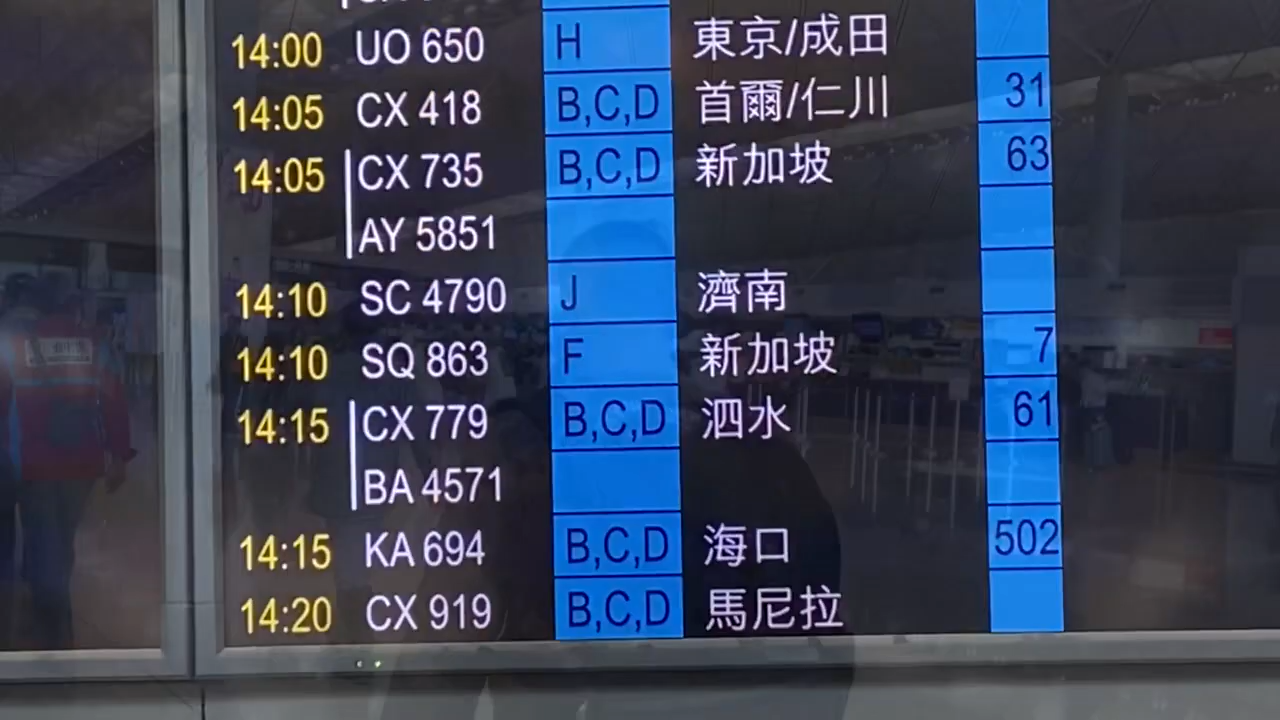 14:00 UO 650 H 東京/成田
14:05 CX 418 B,C,D 首爾/仁川 31
14:05 CX 735 B,C,D 新加坡 63
AY 5851
14:10 SC 4790 J 濟南
14:10 SQ 863 F 新加坡 7
14:15 CX 779 B,C,D 泗水 61
BA 4571
14:15 KA 694 B,C,D 海口 502
14:20 CX 919 B,C,D 馬尼拉